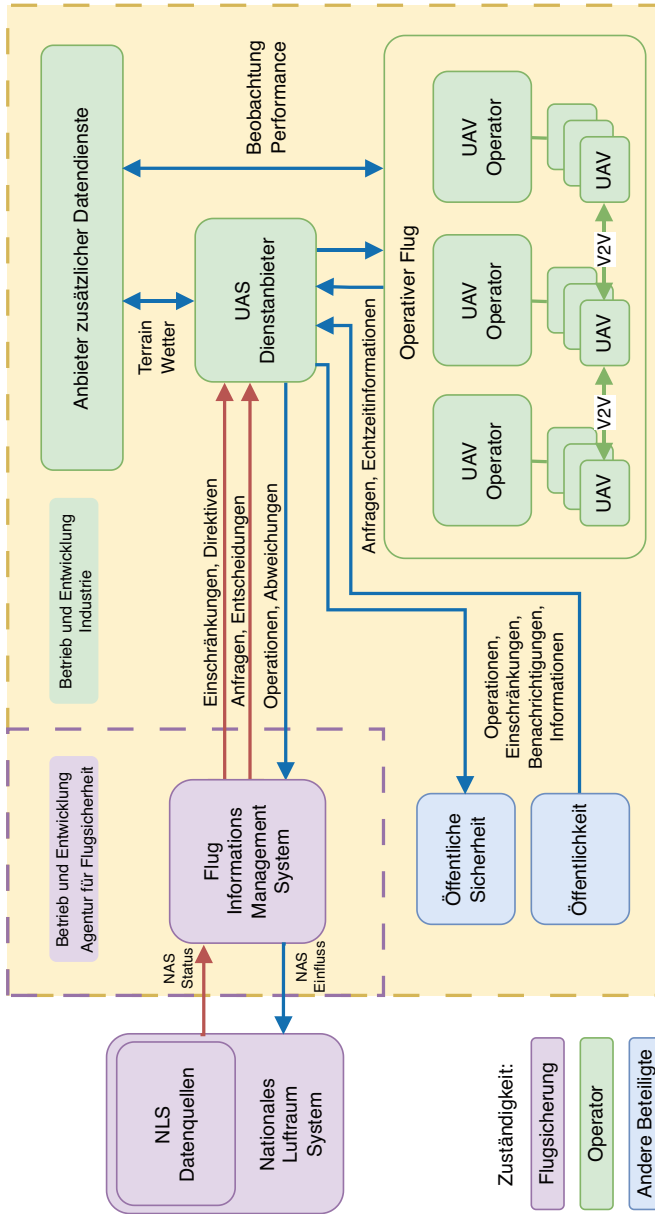 Betrieb und Entwicklung
Agentur für Flugsicherheit
Betrieb und Entwicklung
Industrie
Anbieter zusätzlicher Datendienste
NLS
Datenquellen
Nationales
Luftraum
System
NAS
Status
NAS
Einfluss
Flug
Informations
Management
System
Einschränkungen, Direktiven
Anfragen, Entscheidungen
Operationen, Abweichungen
Terrain
Wetter
UAS
Dienstanbieter
Beobachtung
Performance
Anfragen, Echtzeitinformationen
Öffentliche
Sicherheit
Öffentlichkeit
Operationen,
Einschränkungen,
Benachrichtigungen,
Informationen
Operativer Flug
UAV
Operator
UAV
Operator
UAV
Operator
UAV
V2V
UAV
V2V
UAV
Zuständigkeit:
Flugsicherung
Operator
Andere Beteiligte